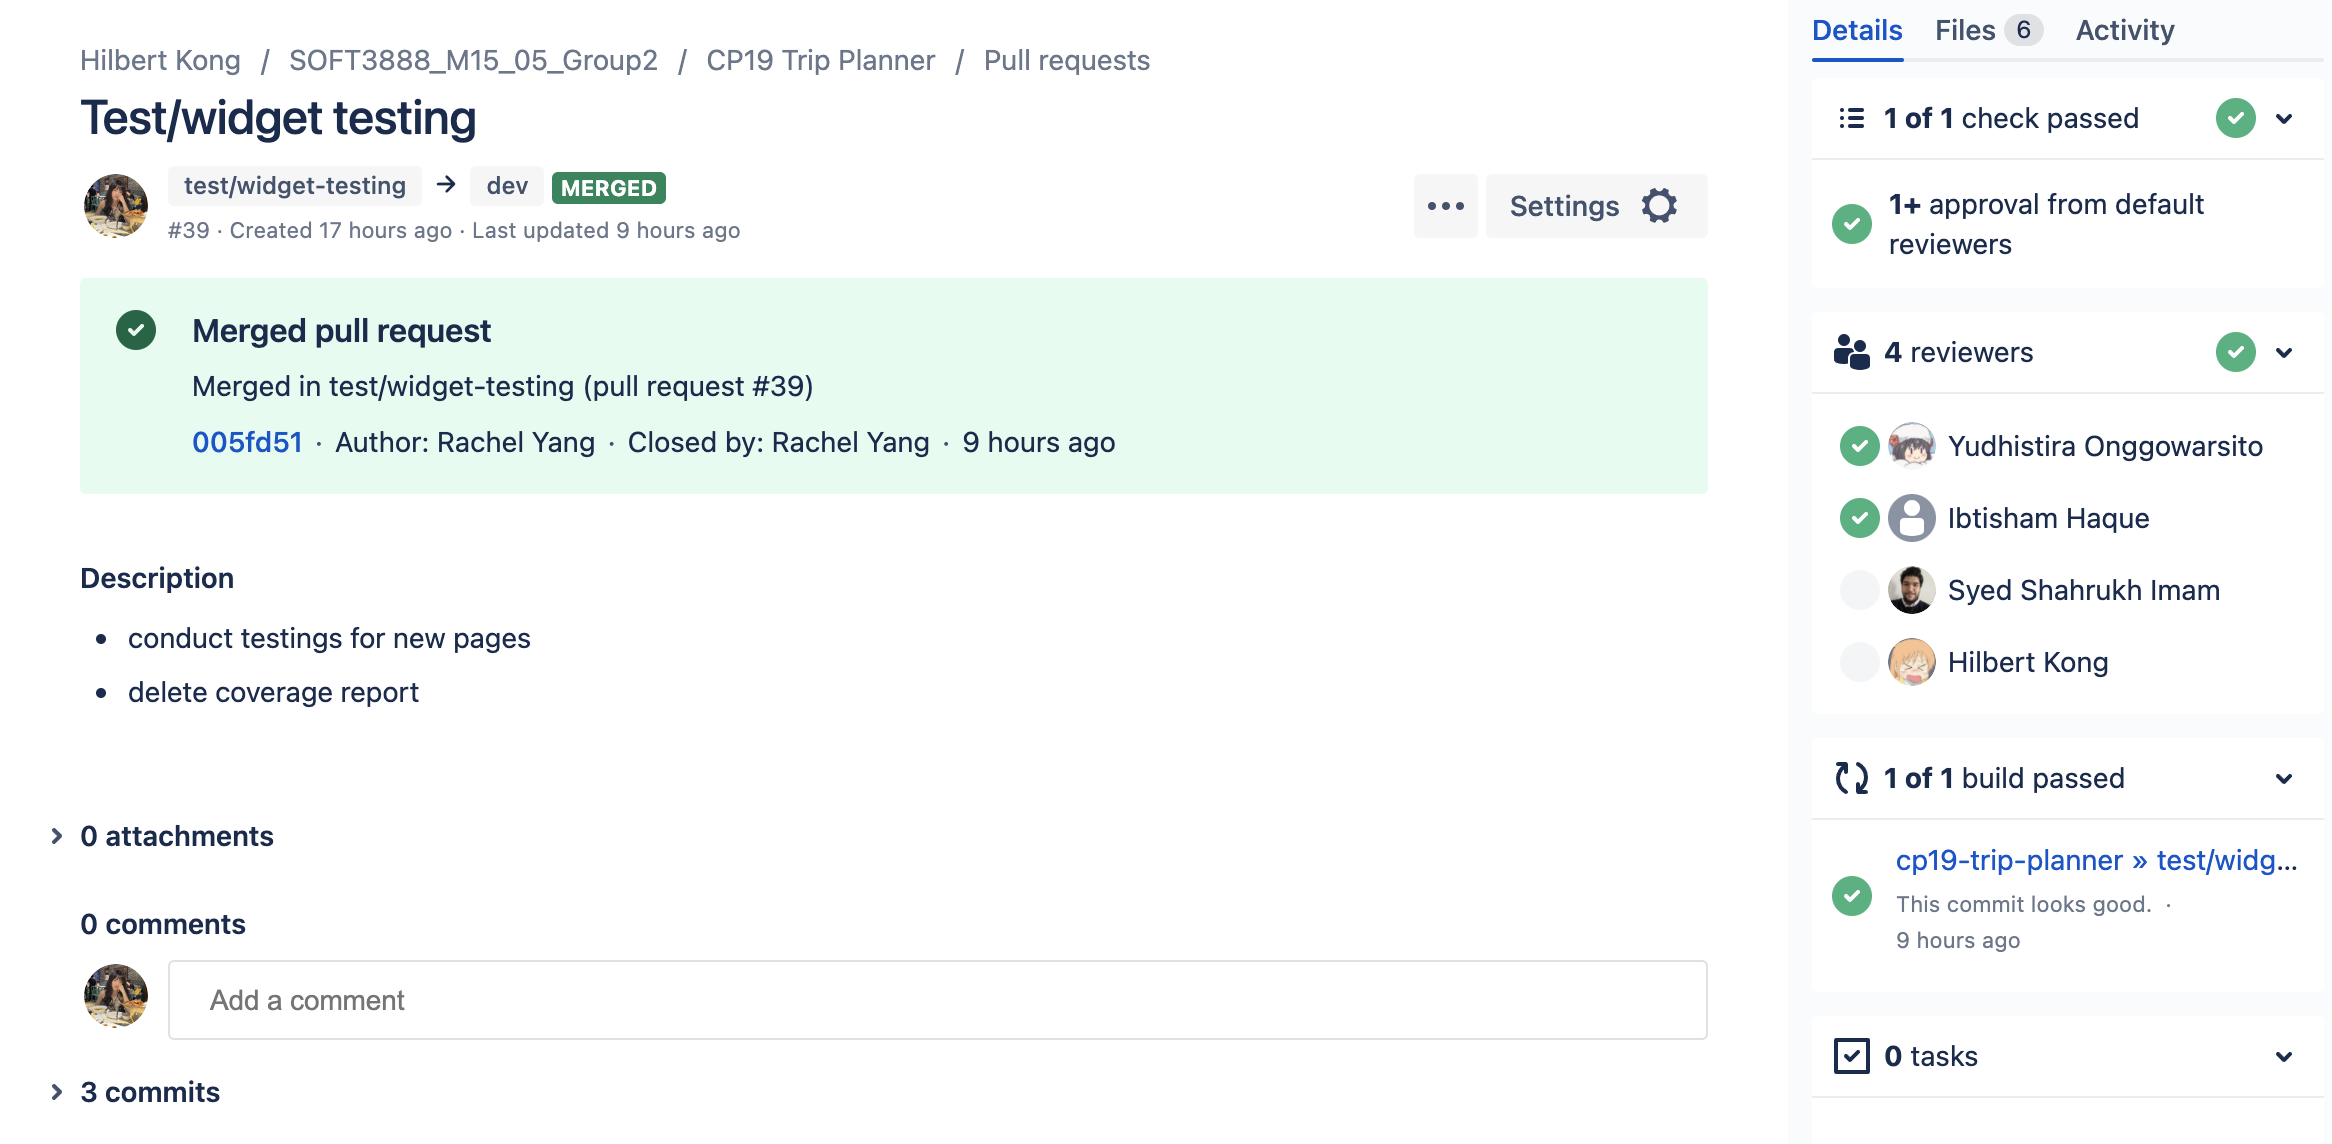 Hilbert Kong / SOFT3888_M15_05_Group2 / CP19 Trip Planner / Pull requests
Test/widget testing
test/widget-testing → dev MERGED
#39 · Created 17 hours ago · Last updated 9 hours ago
Settings
Merged pull request
Merged in test/widget-testing (pull request #39)
005fd51 · Author: Rachel Yang · Closed by: Rachel Yang · 9 hours ago
Description
• conduct testings for new pages
• delete coverage report
0 attachments
0 comments
Add a comment
3 commits
Details Files 6 Activity
1 of 1 check passed
1+ approval from default
reviewers
4 reviewers
Yudhistira Onggowarsito
Ibtisham Haque
Syed Shahrukh Imam
Hilbert Kong
1 of 1 build passed
cp19-trip-planner » test/widg...
This commit looks good. ·
9 hours ago
0 tasks